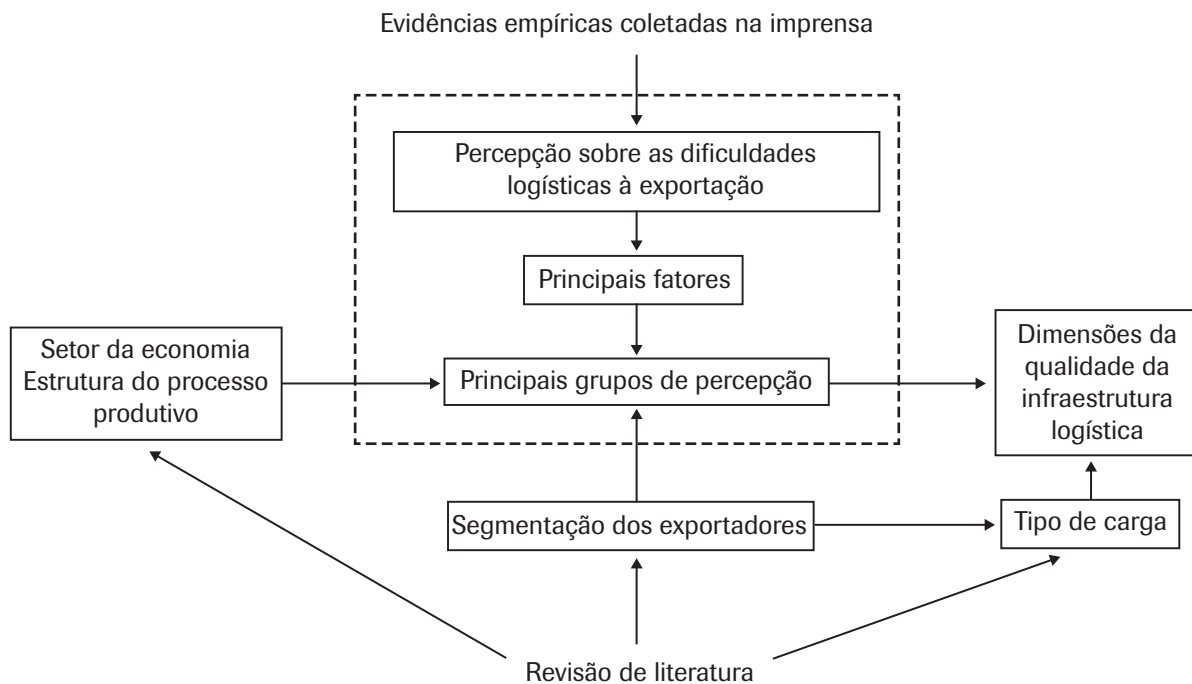 Evidências empíricas coletadas na imprensa
Percepção sobre as dificuldades
logísticas à exportação
Principais fatores
Setor da economia
Estrutura do processo
produtivo
Principais grupos de percepção
Dimensões da
qualidade da
infraestrutura
logística
Segmentação dos exportadores
Tipo de carga
Revisão de literatura